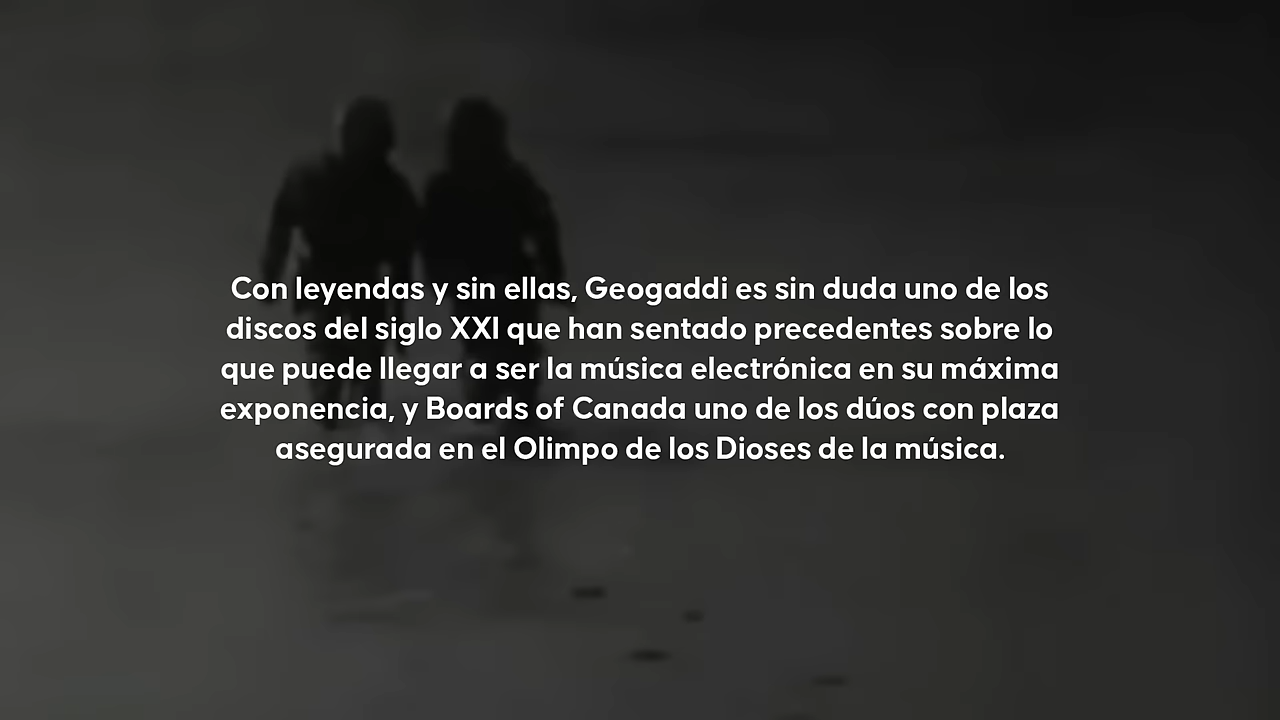 Con leyendas y sin ellas, Geogaddi es sin duda uno de los
discos del siglo XXI que han sentado precedentes sobre lo
que puede llegar a ser la música electrónica en su máxima
exponencia, y Boards of Canada uno de los dúos con plaza
asegurada en el Olimpo de los Dioses de la música.